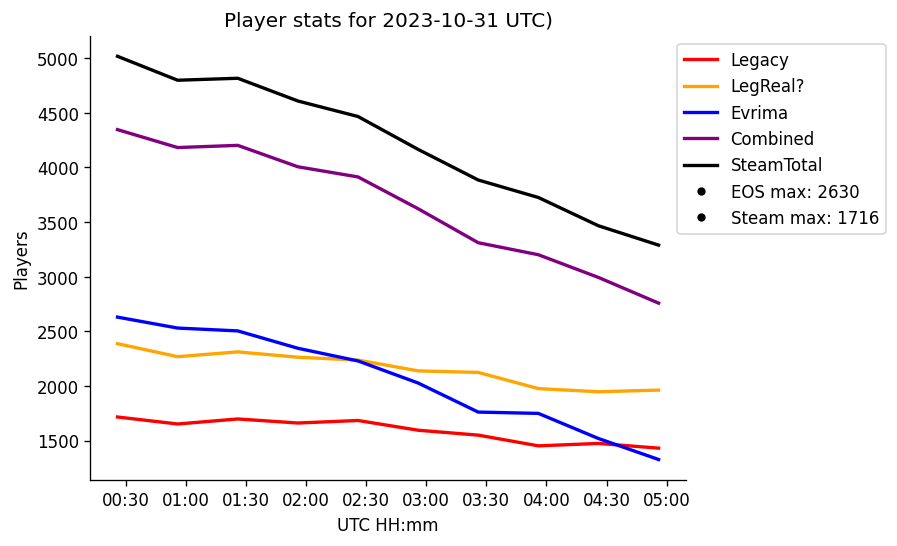 Player stats for 2023-10-31 UTC)
Players
5000
4500
4000
3500
3000
2500
2000
1500
00:30 01:00 01:30 02:00 02:30 03:00 03:30 04:00 04:30 05:00
UTC HH:mm
Legacy
LegReal?
Evrima
Combined
SteamTotal
EOS max: 2630
Steam max: 1716